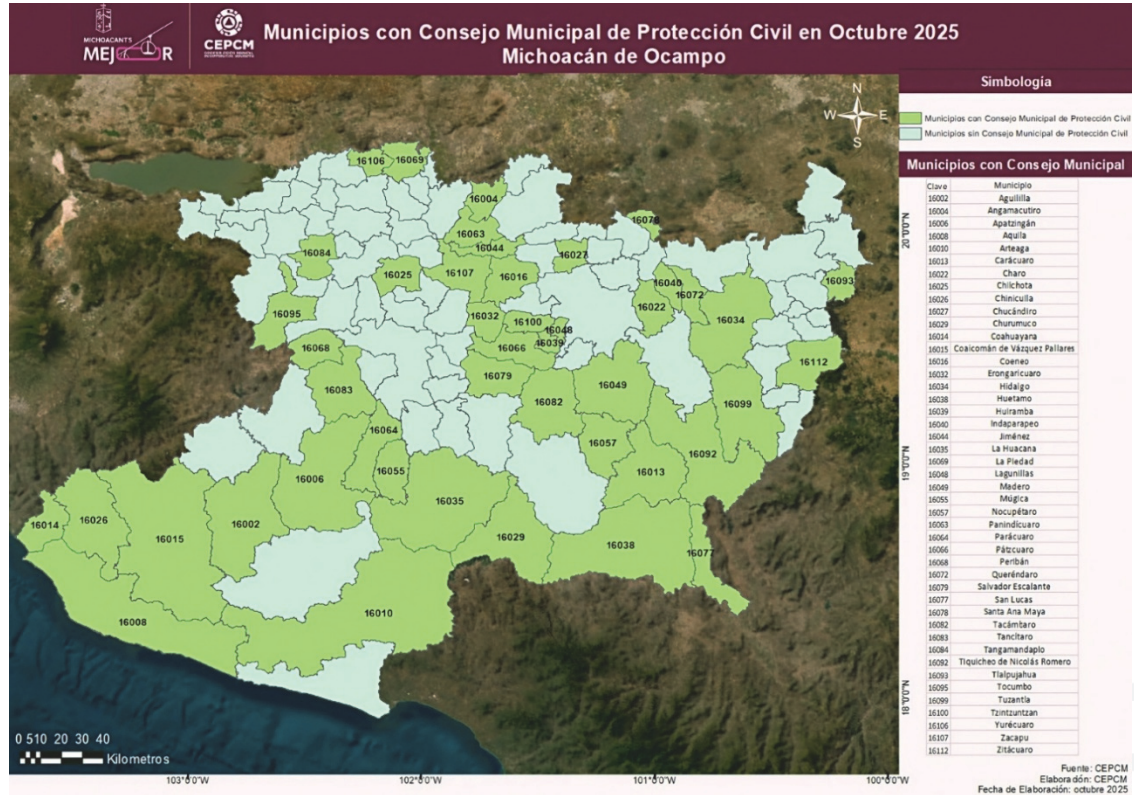 MICHOACANTS
MEJ R
CEPCM
Municipios con Consejo Municipal de Protección Civil en Octubre 2025
Michoacán de Ocampo
Simbología
Municipios con Consejo Municipal de Protección Civil
Municipios sin Consejo Municipal de Protección Civil
Municipios con Consejo Municipal
Clave Municipio
16002 Aguililla
16004 Angamacutiro
16006 Apatzingán
16008 Aquila
16010 Arteaga
16013 Carácuaro
16022 Charo
16025 Chilchota
16026 Chinicuila
16027 Chucándiro
16029 Churumuco
16014 Coahuayara
16015 Coaicomán de Vázquez Pallares
16016 Coeneo
16032 Erongaricuaro
16034 Hidalgo
16038 Huetamo
16039 Huiramba
16040 Indaparapeo
16044 Jiménez
16035 La Huacana
16069 La Piedad
16048 Lagunillas
16049 Madero
16055 Múgica
16057 Nocupétaro
16063 Panindícuaro
16064 Parácuaro
16066 Pátzcuaro
16068 Peribán
16072 Queréndaro
16079 Salvador Escalante
16077 San Lucas
16078 Santa Ana Maya
16082 Tacámbaro
16083 Tancítaro
16084 Tangamandapio
16092 Tiquicheo de Nicolás Romero
16093 Tlalpujahua
16095 Tocumbo
16099 Tuzantla
16100 Tzintzuntzan
16106 Yurécuaro
16107 Zacapu
16112 Zitácuaro
N
W E
S
16106 16069
16004
16078
16063
16044
16084
16027
16025
16107
16016
16040
16093
16072
16022
16095
16032
16100
16048
16034
16039
16068
16066
16112
16079
16083
16049
16082
16099
16064
16057
16055
16092
16006
16013
16035
16014
16026
16002
16015
16029
16038
16077
16010
16008
20°0'0"N
19°0'0"N
18°0'0"N
0 510 20 30 40
Kilometros
103°0'0"W
102°0'0"W
101°0'0"W
100°0'0"W
Fuente: CEPCM
Elaboradón: CEPCM
Fecha de Elaboración: octubre 2025